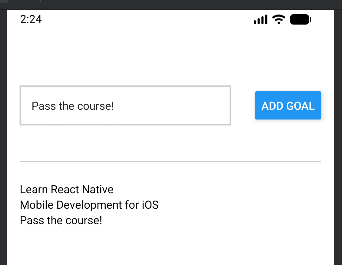 2:24
Pass the course!
ADD GOAL
Learn React Native
Mobile Development for iOS
Pass the course!